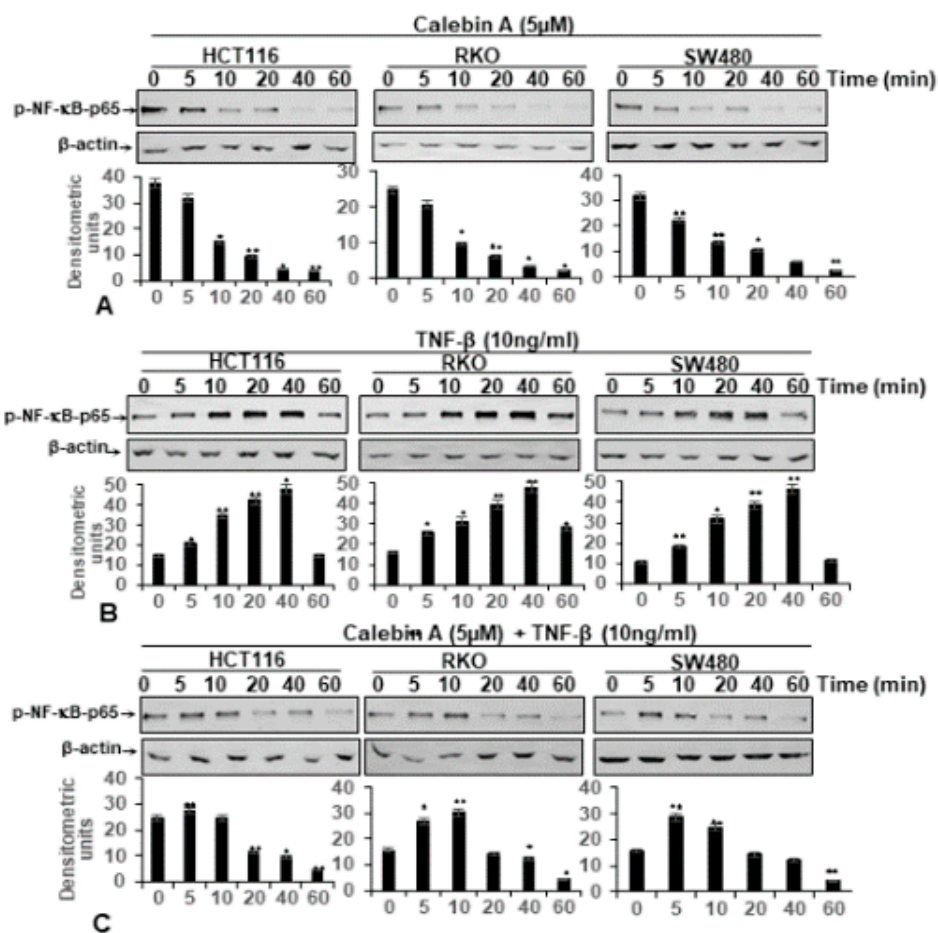 Calebin A (5μM)
HCT116 RKO SW480
0 5 10 20 40 60 0 5 10 20 40 60 0 5 10 20 40 60 Time (min)
p-NF-κB-p65→
β-actin→
Densitometric units
40 30 20 10 0
30 20 10 0
40 30 20 10 0
0 5 10 20 40 60 0 5 10 20 40 60 0 5 10 20 40 60
A
TNF-β (10ng/ml)
HCT116 RKO SW480
0 5 10 20 40 60 0 5 10 20 40 60 0 5 10 20 40 60 Time (min)
p-NF-κB-p65→
β-actin→
Densitometric units
50 40 30 20 10 0
50 40 30 20 10 0
50 40 30 20 10 0
0 5 10 20 40 60 0 5 10 20 40 60 0 5 10 20 40 60
B
Calebin A (5μM) + TNF-β (10ng/ml)
HCT116 RKO SW480
0 5 10 20 40 60 0 5 10 20 40 60 0 5 10 20 40 60 Time (min)
p-NF-κB-p65→
β-actin→
Densitometric units
40 30 20 10 0
40 30 20 10 0
40 30 20 10 0
0 5 10 20 40 60 0 5 10 20 40 60 0 5 10 20 40 60
C